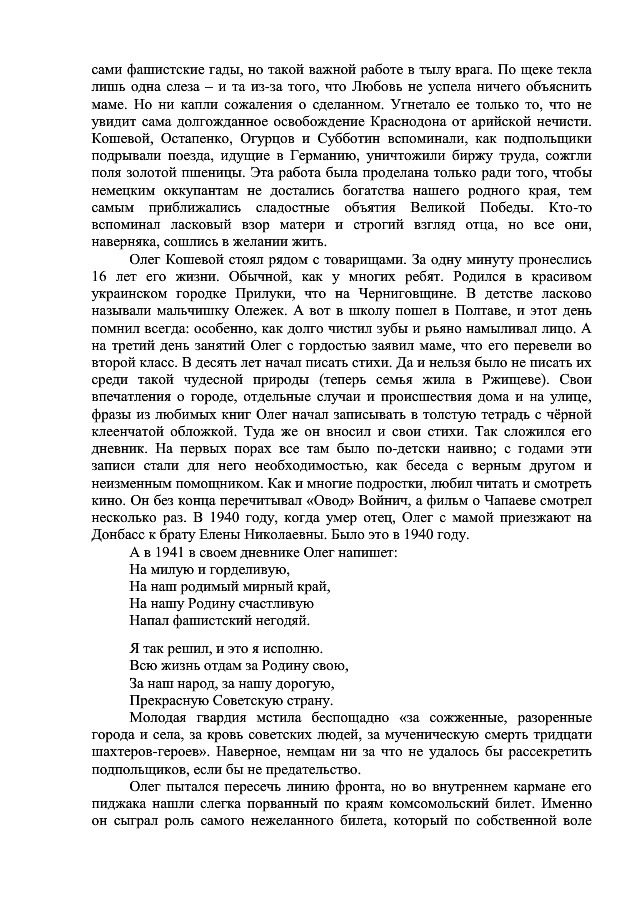 сами фашистские гады, но такой важной работе в тылу врага. По щеке текла
лишь одна слеза – и та из-за того, что Любовь не успела ничего объяснить
маме. Но ни капли сожаления о сделанном. Угнетало ее только то, что не
увидит сама долгожданное освобождение Краснодона от арийской нечисти.
Кошевой, Остапенко, Огурцов и Субботин вспоминали, как подпольщики
подрывали поезда, идущие в Германию, уничтожили биржу труда, сожгли
поля золотой пшеницы. Эта работа была проделана только ради того, чтобы
немецким оккупантам не достались богатства нашего родного края, тем
самым приближались сладостные объятия Великой Победы. Кто-то
вспоминал ласковый взор матери и строгий взгляд отца, но все они,
наверняка, сошлись в желании жить.
Олег Кошевой стоял рядом с товарищами. За одну минуту пронеслись
16 лет его жизни. Обычной, как у многих ребят. Родился в красивом
украинском городке Прилуки, что на Черниговщине. В детстве ласково
называли мальчишку Олежек. А вот в школу пошел в Полтаве, и этот день
помнил всегда: особенно, как долго чистил зубы и рьяно намыливал лицо. А
на третий день занятий Олег с гордостью заявил маме, что его перевели во
второй класс. В десять лет начал писать стихи. Да и нельзя было не писать их
среди такой чудесной природы (теперь семья жила в Ржищеве). Свои
впечатления о городе, отдельные случаи и происшествия дома и на улице,
фразы из любимых книг Олег начал записывать в толстую тетрадь с чёрной
клеенчатой обложкой. Туда же он вносил и свои стихи. Так сложился его
дневник. На первых порах все там было по-детски наивно; с годами эти
записи стали для него необходимостью, как беседа с верным другом и
неизменным помощником. Как и многие подростки, любил читать и смотреть
кино. Он без конца перечитывал «Овод» Войнич, а фильм о Чапаеве смотрел
несколько раз. В 1940 году, когда умер отец, Олег с мамой приезжают на
Донбасс к брату Елены Николаевны. Было это в 1940 году.
А в 1941 в своем дневнике Олег напишет:
На милую и горделивую,
На наш родимый мирный край,
На нашу Родину счастливую
Напал фашистский негодяй.
Я так решил, и это я исполню.
Всю жизнь отдам за Родину свою,
За наш народ, за нашу дорогую,
Прекрасную Советскую страну.
Молодая гвардия мстила беспощадно «за сожженные, разоренные
города и села, за кровь советских людей, за мученическую смерть тридцати
шахтеров-героев». Наверное, немцам ни за что не удалось бы рассекретить
подпольщиков, если бы не предательство.
Олег пытался пересечь линию фронта, но во внутреннем кармане его
пиджака нашли слегка порванный по краям комсомольский билет. Именно
он сыграл роль самого нежеланного билета, который по собственной воле